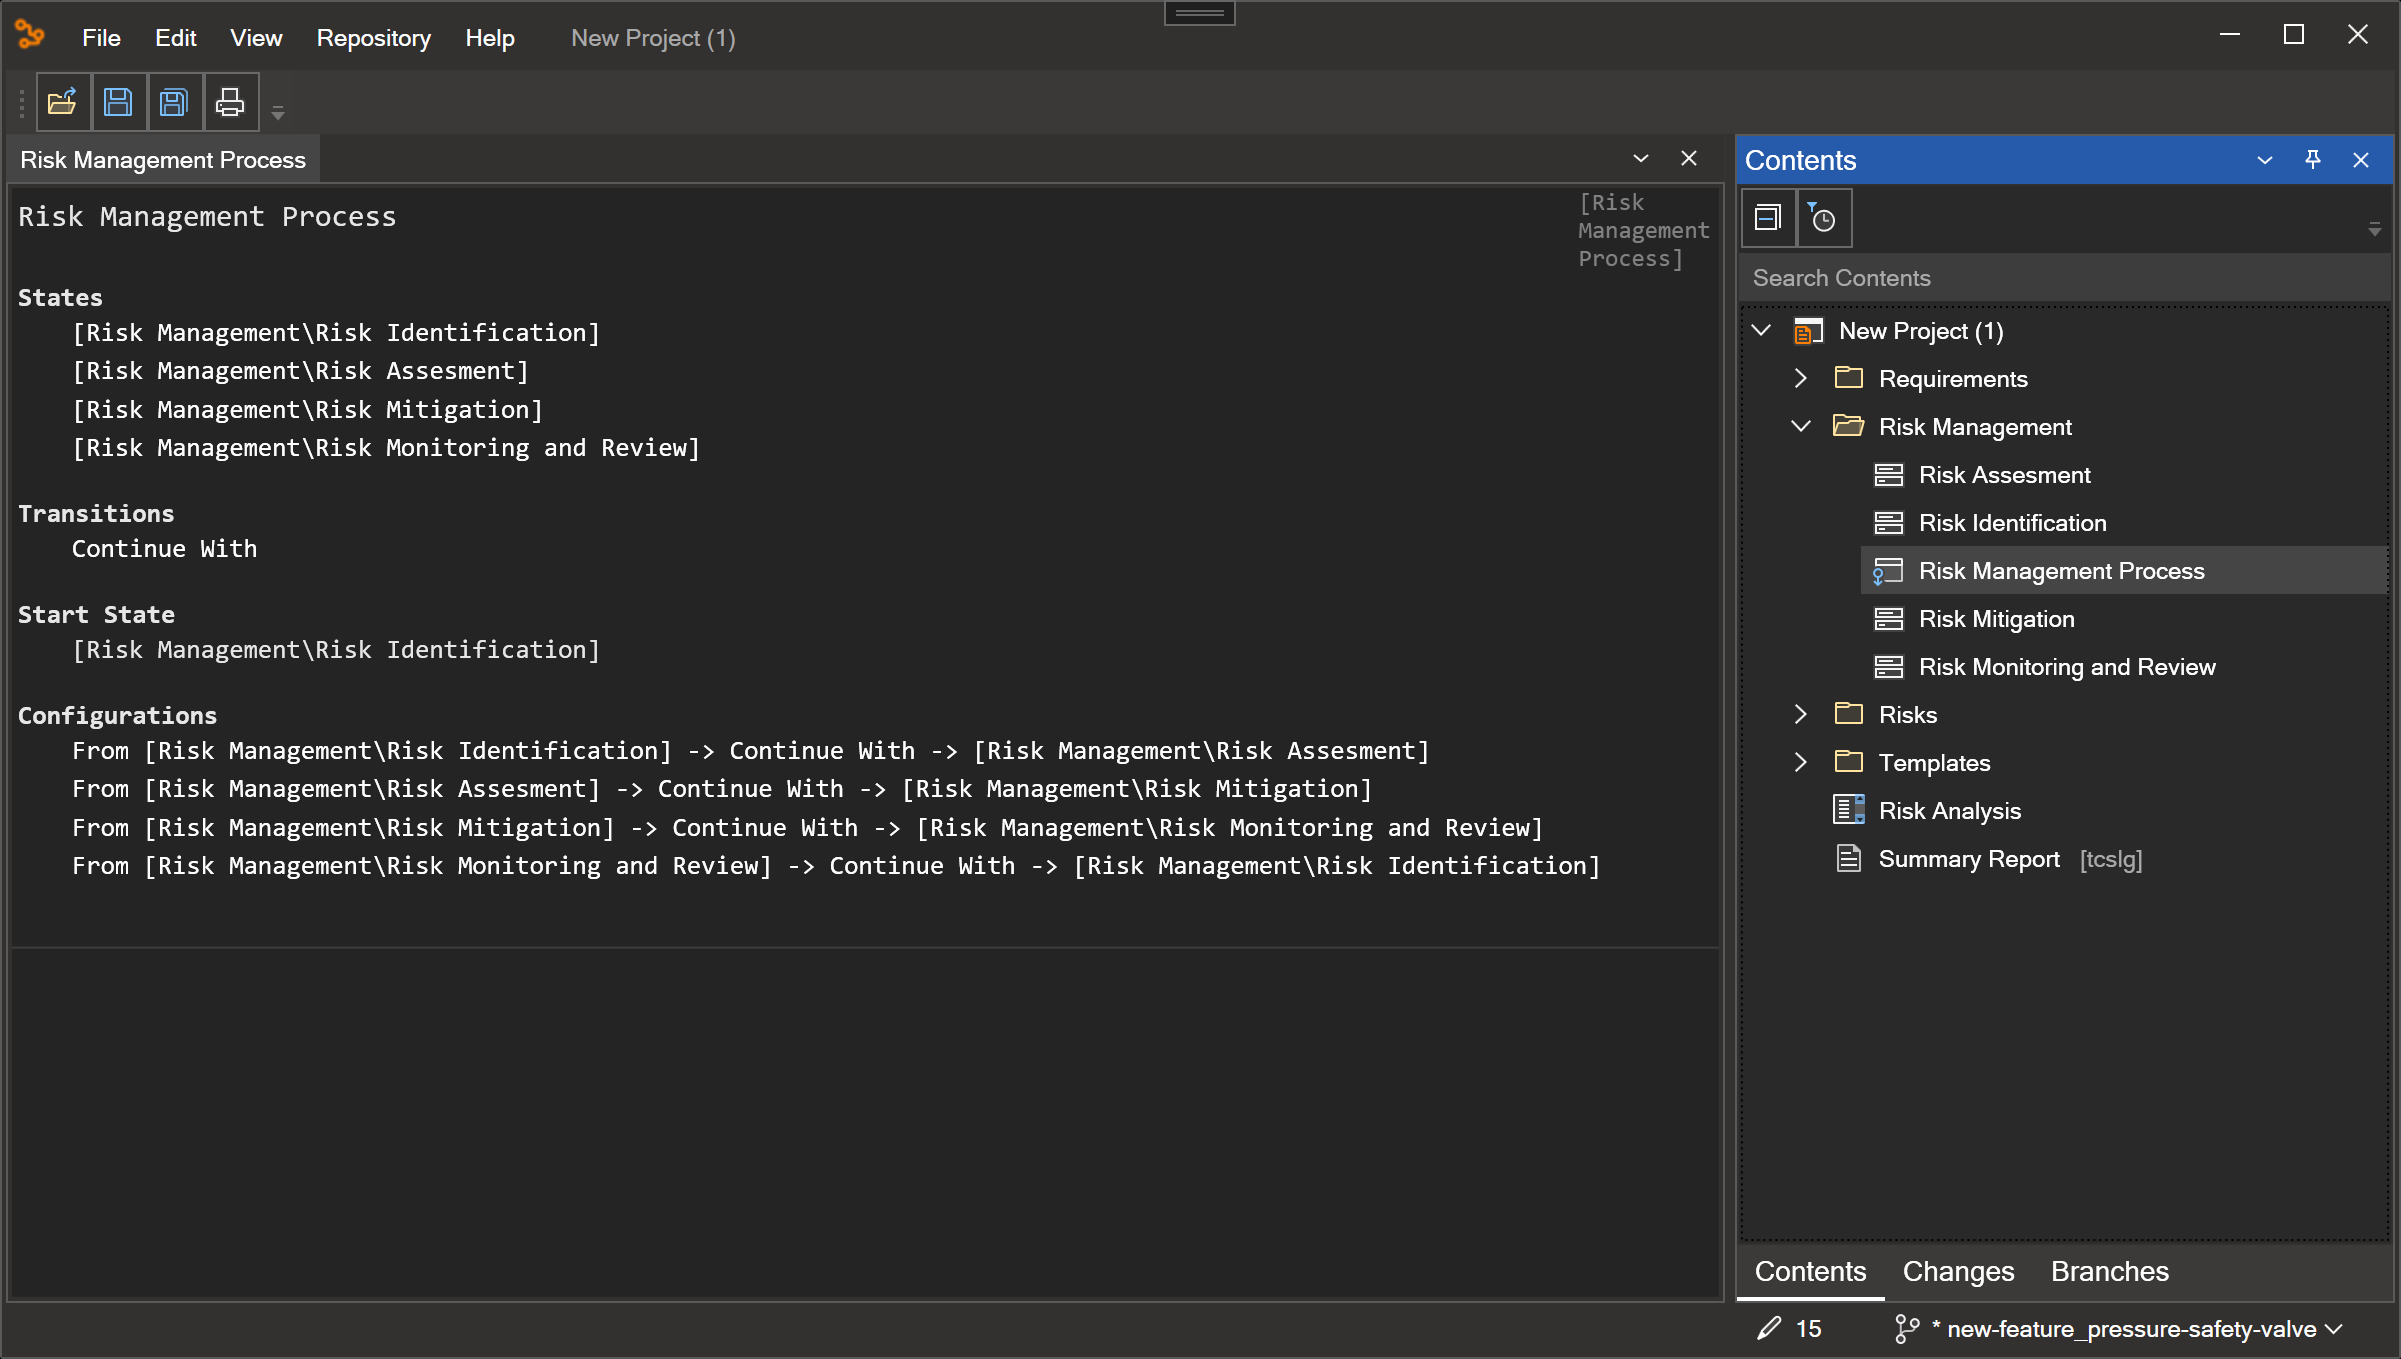 File Edit View Repository Help New Project (1)
Risk Management Process
Risk Management Process
[Risk
Management
Process]
States
[Risk Management\Risk Identification]
[Risk Management\Risk Assesment]
[Risk Management\Risk Mitigation]
[Risk Management\Risk Monitoring and Review]
Transitions
Continue With
Start State
[Risk Management\Risk Identification]
Configurations
From [Risk Management\Risk Identification] -> Continue With -> [Risk Management\Risk Assesment]
From [Risk Management\Risk Assesment] -> Continue With -> [Risk Management\Risk Mitigation]
From [Risk Management\Risk Mitigation] -> Continue With -> [Risk Management\Risk Monitoring and Review]
From [Risk Management\Risk Monitoring and Review] -> Continue With -> [Risk Management\Risk Identification]
Contents
Search Contents
New Project (1)
Requirements
Risk Management
Risk Assesment
Risk Identification
Risk Management Process
Risk Mitigation
Risk Monitoring and Review
Risks
Templates
Risk Analysis
Summary Report [tcslg]
Contents Changes Branches
15 * new-feature_pressure-safety-valve